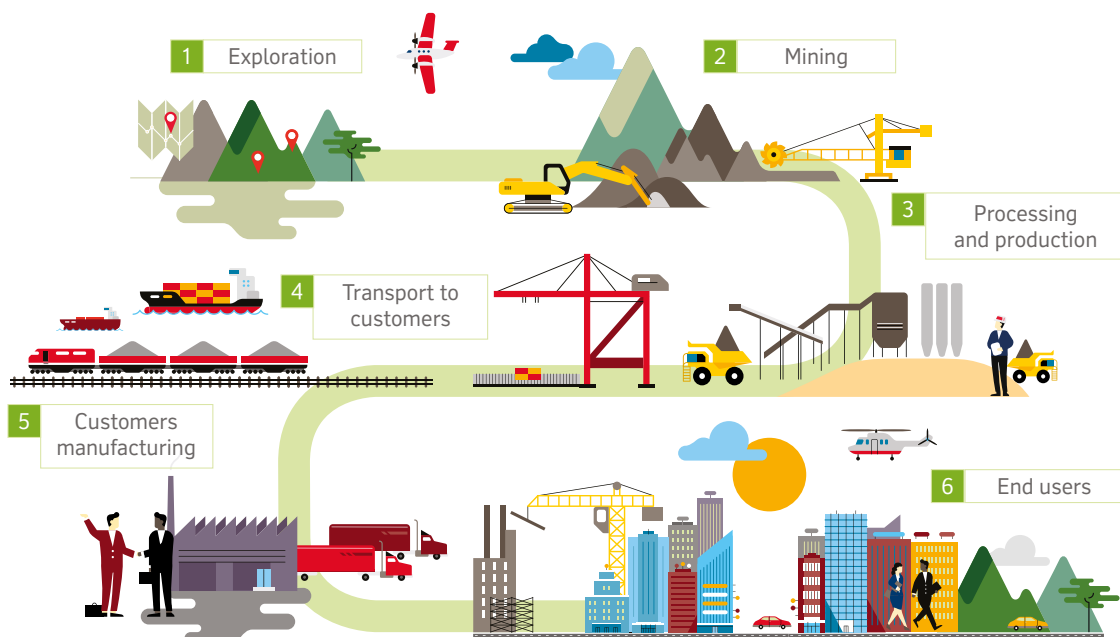 1 Exploration
2 Mining
3 Processing
and production
4 Transport to
customers
5 Customers
manufacturing
6 End users